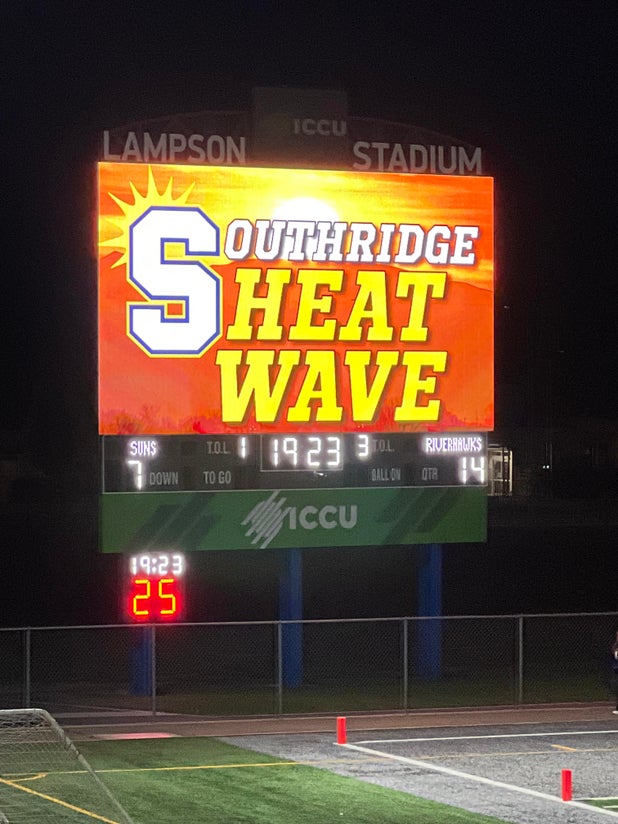 ICCU
LAMPSON STADIUM
SOUTHRIDGE
HEAT
WAVE
SUNS T.O.L. 1 19:23 3 T.O.L. RIVERHAWKS
7 DOWN TO GO BALL ON QTR 14
ICCU
19:23
25